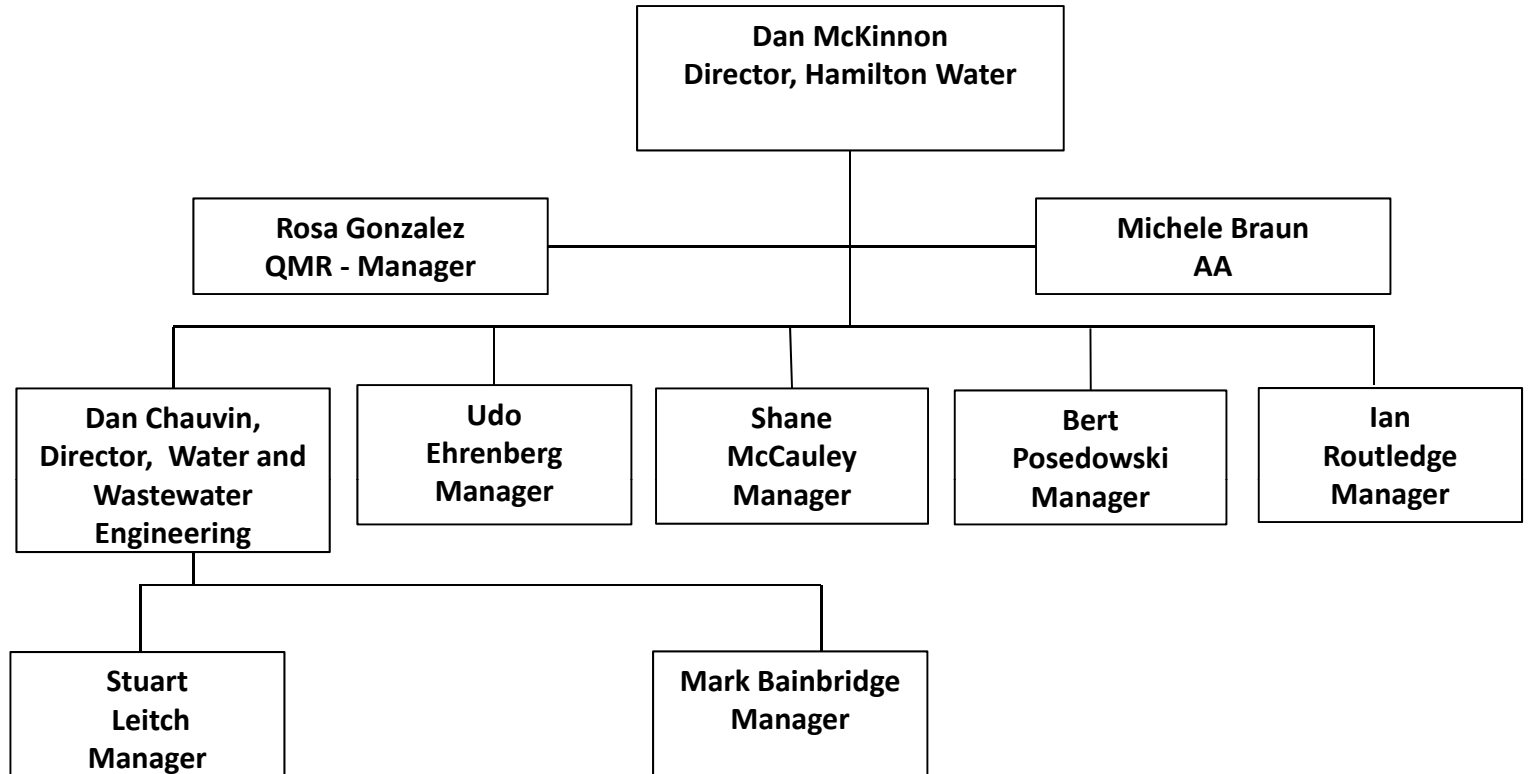 Dan McKinnon
Director, Hamilton Water
Rosa Gonzalez
QMR - Manager
Michele Braun
AA
Dan Chauvin,
Director, Water and
Wastewater
Engineering
Udo
Ehrenberg
Manager
Shane
McCauley
Manager
Bert
Posedowski
Manager
Ian
Routledge
Manager
Stuart
Leitch
Manager
Mark Bainbridge
Manager